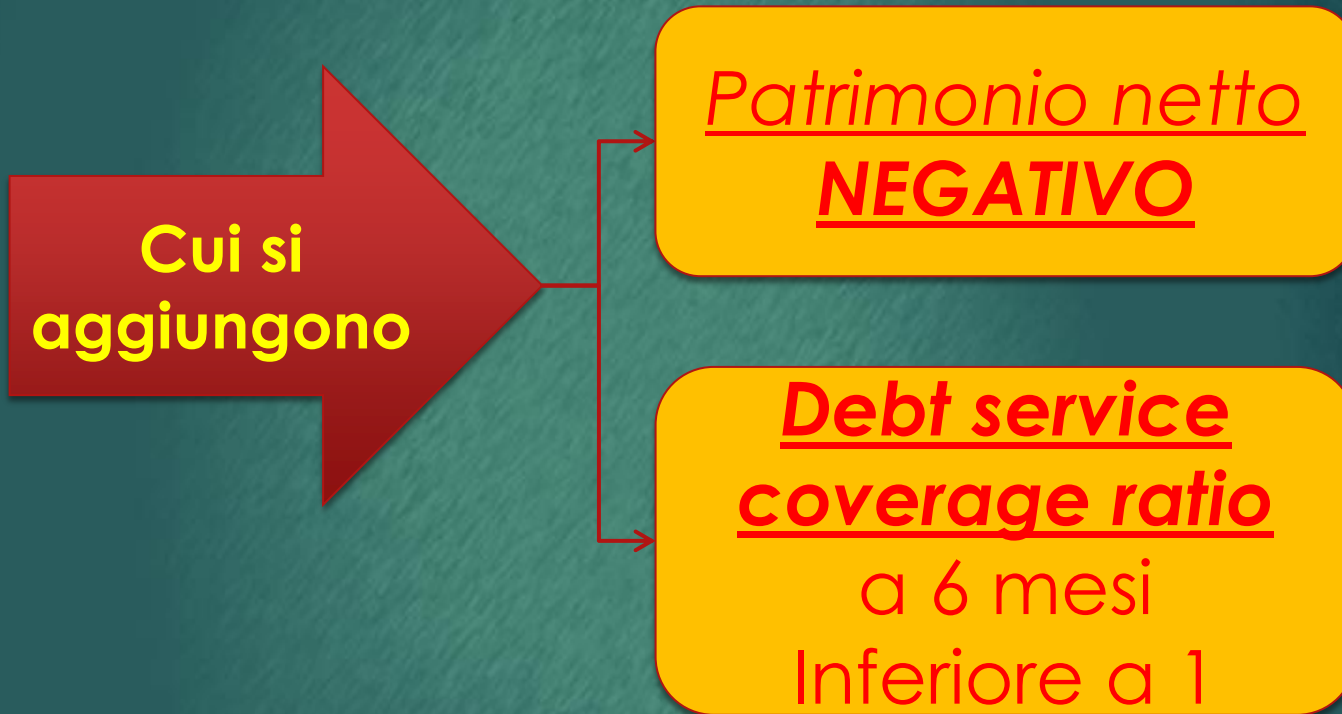 Cui si
aggiungono
Patrimonio netto
NEGATIVO
Debt service
coverage ratio
a 6 mesi
Inferiore a 1